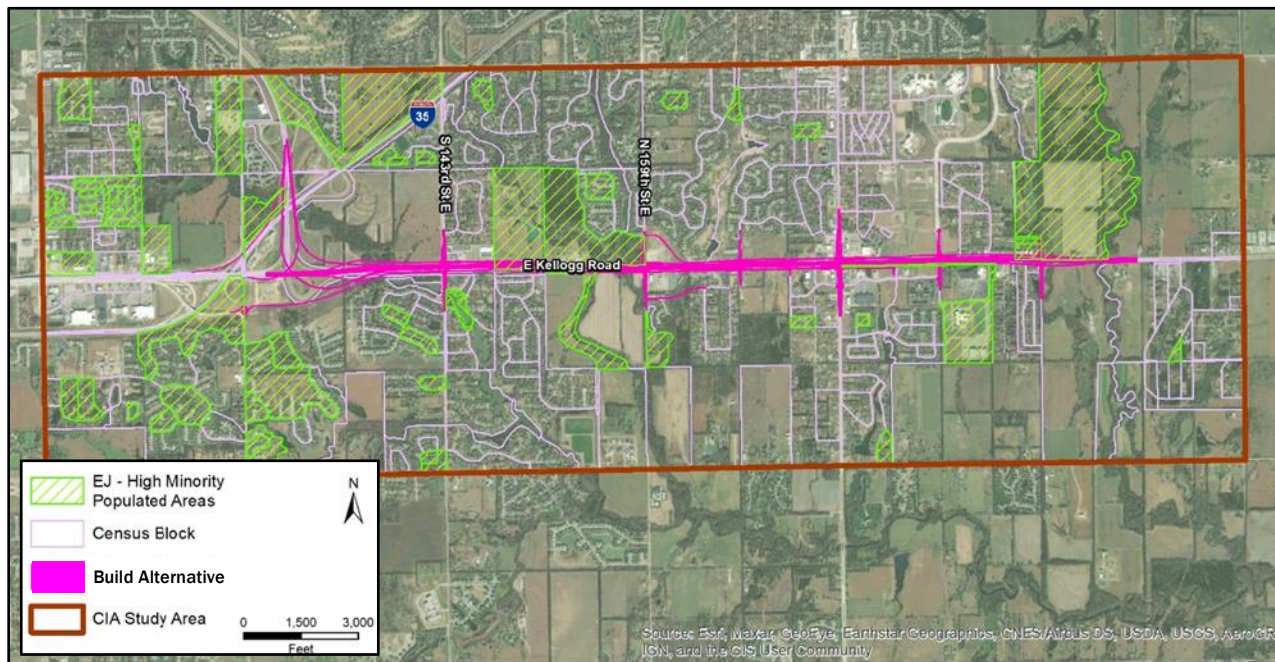 35
S 143rd St E
N 159th St E
E Kellogg Road
EJ - High Minority
Populated Areas
Census Block
Build Alternative
CIA Study Area
N
0 1,500 3,000
Feet
Source: Esri, Maxar, GeoEye, Earthstar Geographics, CNES/Airbus DS, USDA, USGS, AeroGR
IGN, and the GIS User Community